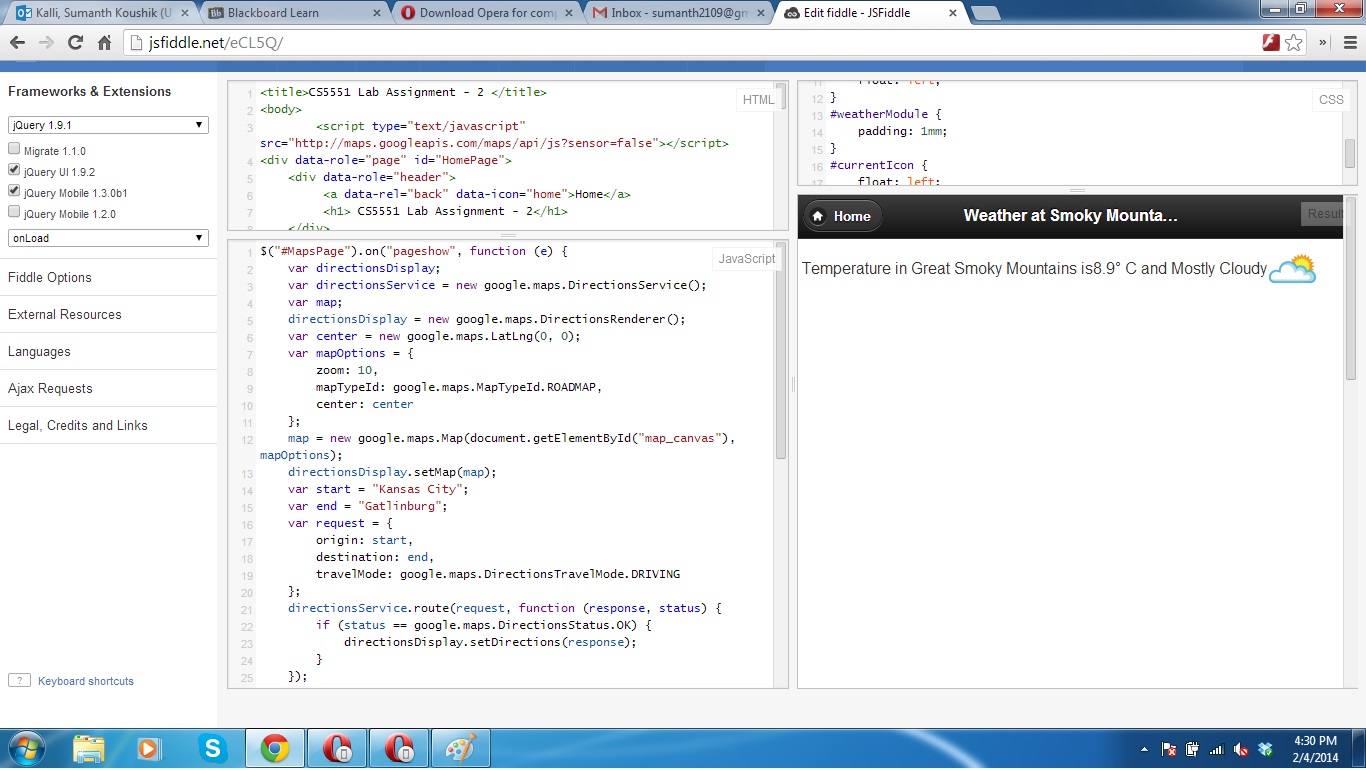 Kalli, Sumanth Koushik (U
Blackboard Learn
Download Opera for comp
Inbox - sumanth2109@gm
Edit fiddle - JSFiddle
jsfiddle.net/eCL5Q/
Frameworks & Extensions
jQuery 1.9.1
Migrate 1.1.0
jQuery UI 1.9.2
jQuery Mobile 1.3.0b1
jQuery Mobile 1.2.0
onLoad
Fiddle Options
External Resources
Languages
Ajax Requests
Legal, Credits and Links
? Keyboard shortcuts
HTML
1 <title>CS5551 Lab Assignment - 2 </title>
2 <body>
3 <script type="text/javascript"
src="http://maps.googleapis.com/maps/api/js?sensor=false"></script>
4 <div data-role="page" id="HomePage">
5 <div data-role="header">
6 <a data-rel="back" data-icon="home">Home</a>
7 <h1> CS5551 Lab Assignment - 2</h1>
8 </div>
JavaScript
1 $("#MapsPage").on("pageshow", function (e) {
2 var directionsDisplay;
3 var directionsService = new google.maps.DirectionsService();
4 var map;
5 directionsDisplay = new google.maps.DirectionsRenderer();
6 var center = new google.maps.LatLng(0, 0);
7 var mapOptions = {
8 zoom: 10,
9 mapTypeId: google.maps.MapTypeId.ROADMAP,
10 center: center
11 };
12 map = new google.maps.Map(document.getElementById("map_canvas"),
mapOptions);
13 directionsDisplay.setMap(map);
14 var start = "Kansas City";
15 var end = "Gatlinburg";
16 var request = {
17 origin: start,
18 destination: end,
19 travelMode: google.maps.DirectionsTravelMode.DRIVING
20 };
21 directionsService.route(request, function (response, status) {
22 if (status == google.maps.DirectionsStatus.OK) {
23 directionsDisplay.setDirections(response);
24 }
25 });
CSS
11 float: left;
12 }
13 #weatherModule {
14 padding: 1mm;
15 }
16 #currentIcon {
17 float: left;
Home
Weather at Smoky Mounta...
Result
Temperature in Great Smoky Mountains is8.9° C and Mostly Cloudy
4:30 PM
2/4/2014